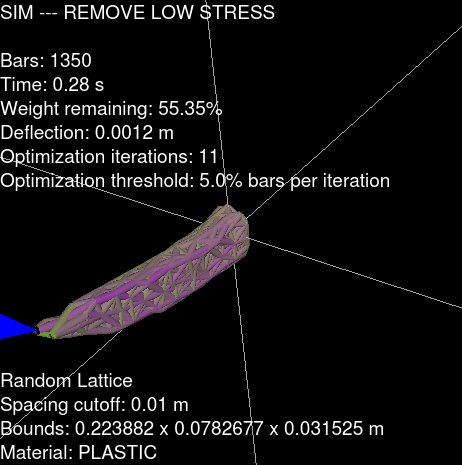 SIM --- REMOVE LOW STRESS
Bars: 1350
Time: 0.28 s
Weight remaining: 55.35%
Deflection: 0.0012 m
Optimization iterations: 11
Optimization threshold: 5.0% bars per iteration
Random Lattice
Spacing cutoff: 0.01 m
Bounds: 0.223882 x 0.0782677 x 0.031525 m
Material: PLASTIC